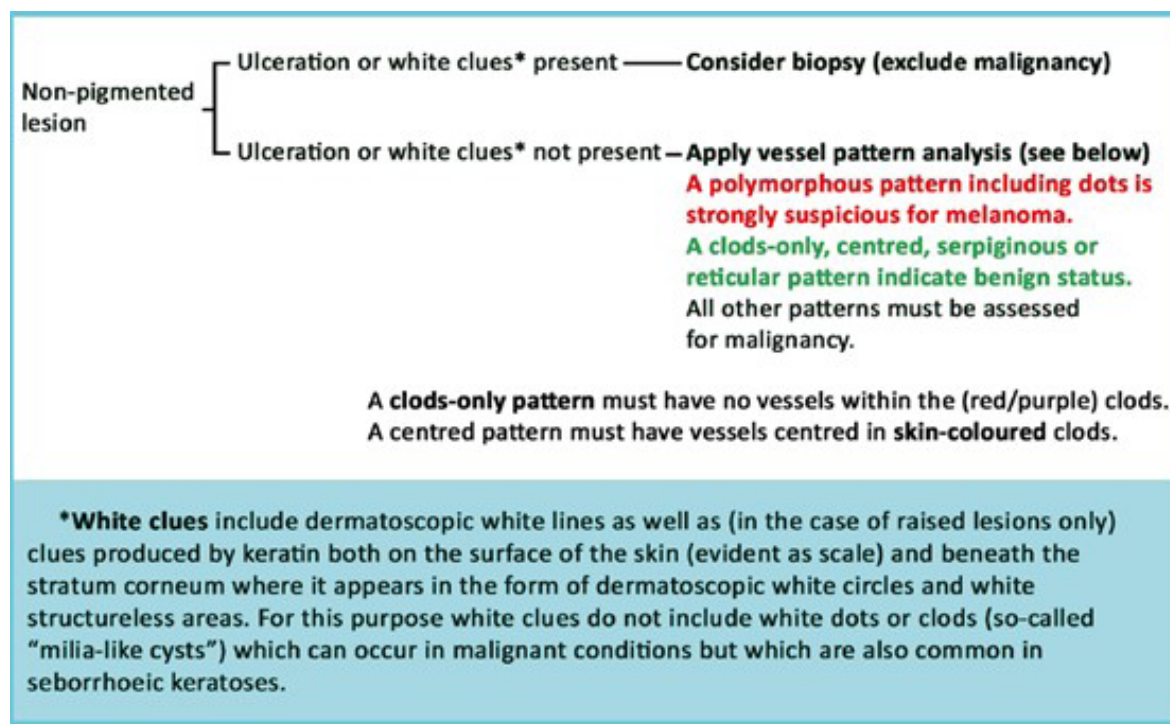 Ulceration or white clues* present
Consider biopsy (exclude malignancy)
Non-pigmented
lesion
Ulceration or white clues* not present
Apply vessel pattern analysis (see below)
A polymorphous pattern including dots is
strongly suspicious for melanoma.
A clods-only, centred, serpiginous or
reticular pattern indicate benign status.
All other patterns must be assessed
for malignancy.
A clods-only pattern must have no vessels within the (red/purple) clods.
A centred pattern must have vessels centred in skin-coloured clods.
*White clues include dermatoscopic white lines as well as (in the case of raised lesions only)
clues produced by keratin both on the surface of the skin (evident as scale) and beneath the
stratum corneum where it appears in the form of dermatoscopic white circles and white
structureless areas. For this purpose white clues do not include white dots or clods (so-called
“milia-like cysts”) which can occur in malignant conditions but which are also common in
seborrhoeic keratoses.